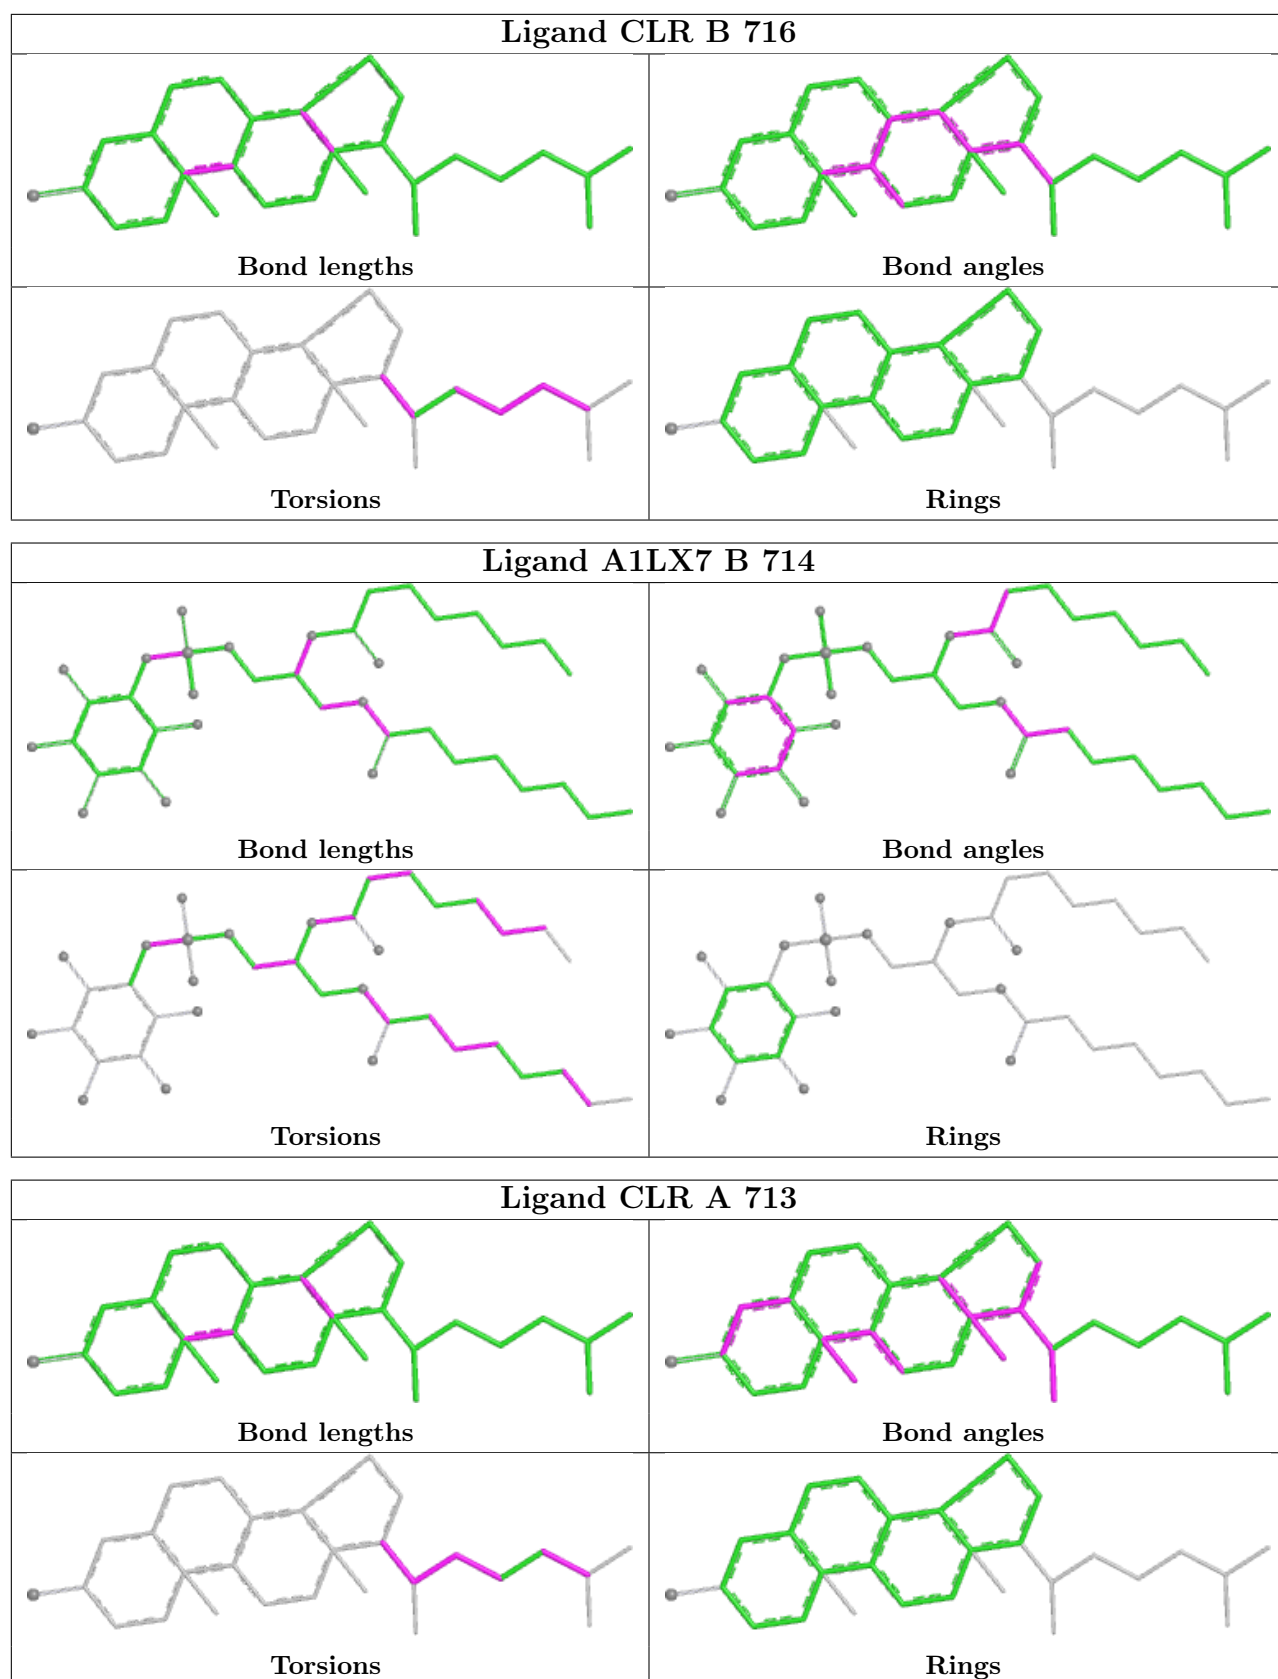 Ligand CLR B 716
Bond lengths
Bond angles
Torsions
Rings
Ligand A1LX7 B 714
Bond lengths
Bond angles
Torsions
Rings
Ligand CLR A 713
Bond lengths
Bond angles
Torsions
Rings